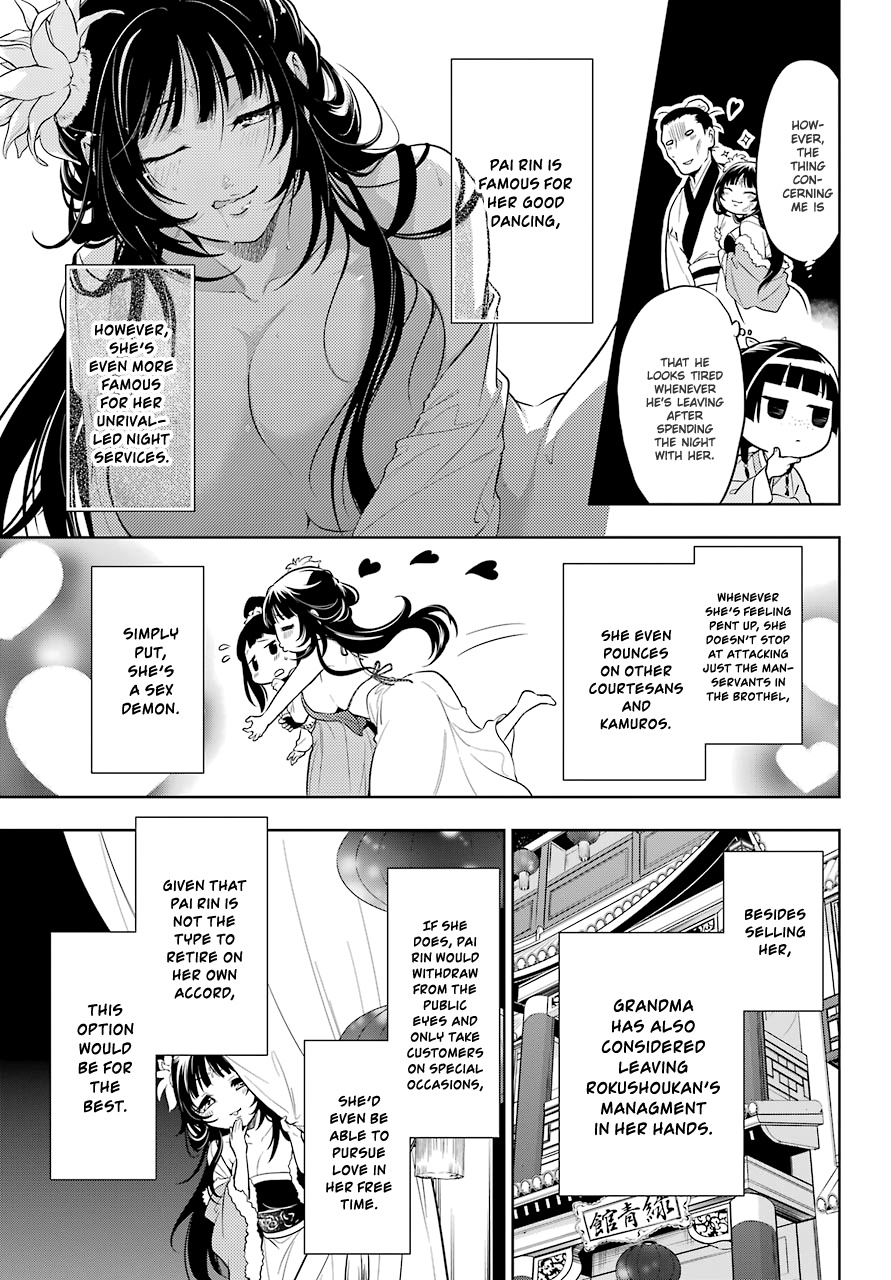 HOW-
EVER,
THE
THING
CON-
CERNING
ME IS
THAT HE
LOOKS TIRED
WHENEVER
HE'S LEAVING
AFTER
SPENDING
THE NIGHT
WITH HER.
PAI RIN IS
FAMOUS FOR
HER GOOD
DANCING,
HOWEVER,
SHE'S
EVEN MORE
FAMOUS
FOR HER
UNRIVAL-
LED NIGHT
SERVICES.
WHENEVER
SHE'S FEELING
PENT UP, SHE
DOESN'T STOP
AT ATTACKING
JUST THE MAN-
SERVANTS IN
THE BROTHEL,
SHE EVEN
POUNCES
ON OTHER
COURTESANS
AND
KAMUROS.
SIMPLY
PUT,
SHE'S
A SEX
DEMON.
BESIDES
SELLING
HER,
GRANDMA
HAS ALSO
CONSIDERED
LEAVING
ROKUSHOUKAN'S
MANAGMENT
IN HER HANDS.
館青緑
IF SHE
DOES, PAI
RIN WOULD
WITHDRAW
FROM THE
PUBLIC
EYES AND
ONLY TAKE
CUSTOMERS
ON SPECIAL
OCCASIONS,
SHE'D
EVEN BE
ABLE TO
PURSUE
LOVE IN
HER FREE
TIME.
GIVEN THAT
PAI RIN IS
NOT THE
TYPE TO
RETIRE ON
HER OWN
ACCORD,
THIS
OPTION
WOULD
BE FOR
THE
BEST.